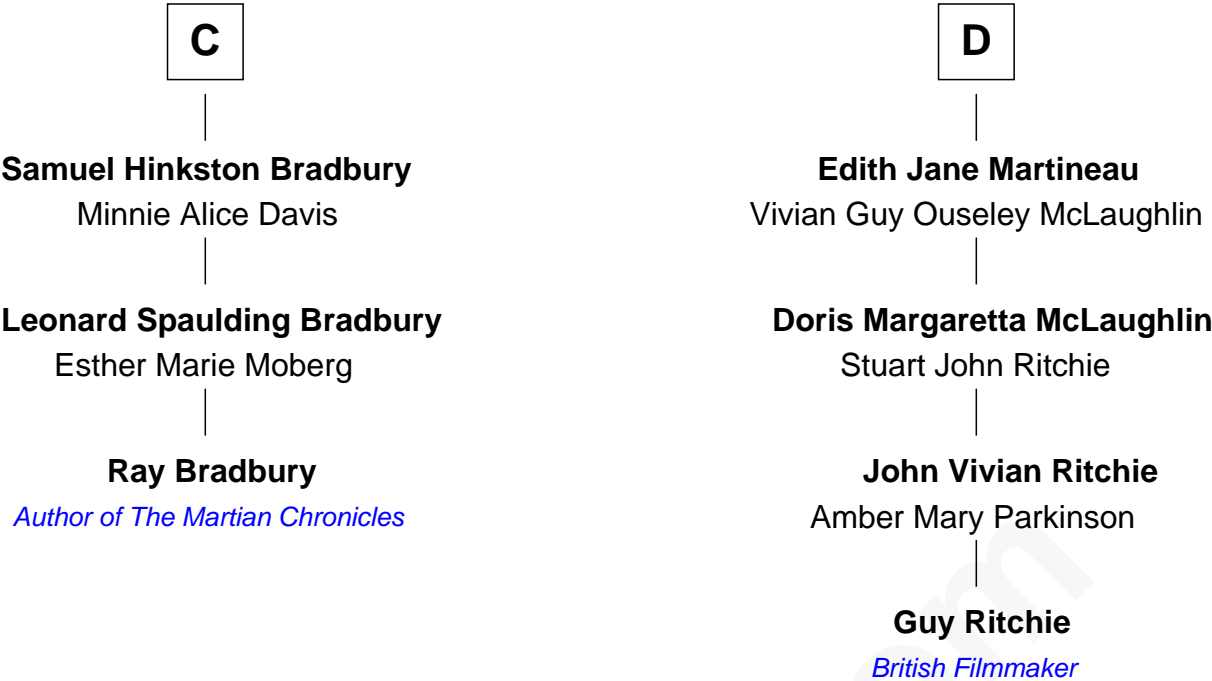 C
Samuel Hinkston Bradbury
Minnie Alice Davis
Leonard Spaulding Bradbury
Esther Marie Moberg
Ray Bradbury
Author of The Martian Chronicles
D
Edith Jane Martineau
Vivian Guy Ouseley McLaughlin
Doris Margaretta McLaughlin
Stuart John Ritchie
John Vivian Ritchie
Amber Mary Parkinson
Guy Ritchie
British Filmmaker